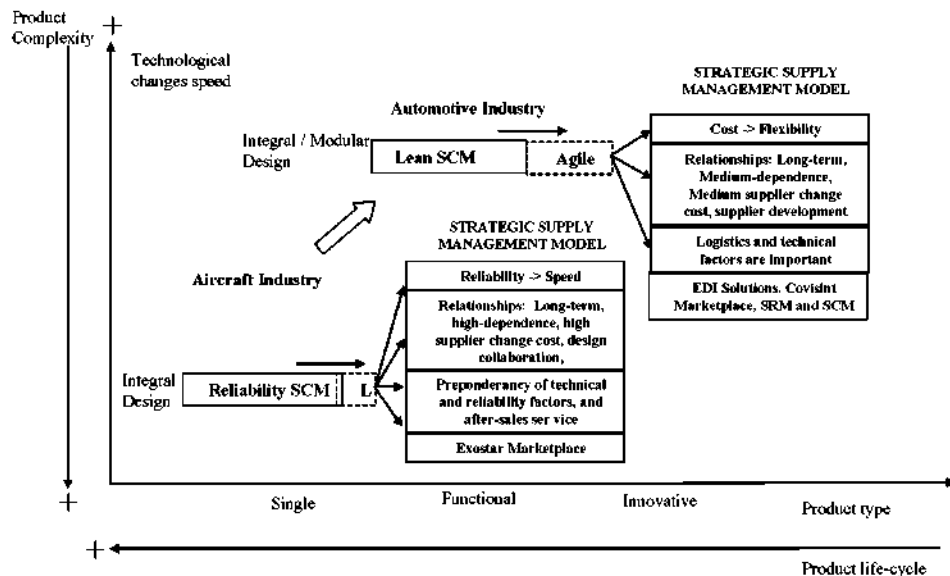 Product
Complexity
+
+
Technological
changes speed
STRATEGIC SUPPLY
MANAGEMENT MODEL
Automotive Industry
Cost -> Flexibility
Integral / Modular
Design
Lean SCM
Agile
Relationships: Long-term,
Medium-dependence,
Medium supplier change
cost, supplier development
Logistics and technical
factors are important
EDI Solutions. Covisint
Marketplace, SRM and SCM
STRATEGIC SUPPLY
MANAGEMENT MODEL
Aircraft Industry
Reliability -> Speed
Relationships: Long-term,
high-dependence, high
supplier change cost, design
collaboration,
Integral
Design
Reliability SCM
L
Preponderancy of technical
and reliability factors, and
after-sales ser vice
Exostar Marketplace
+
Single
Functional
Innovative
Product type
+
Product life-cycle